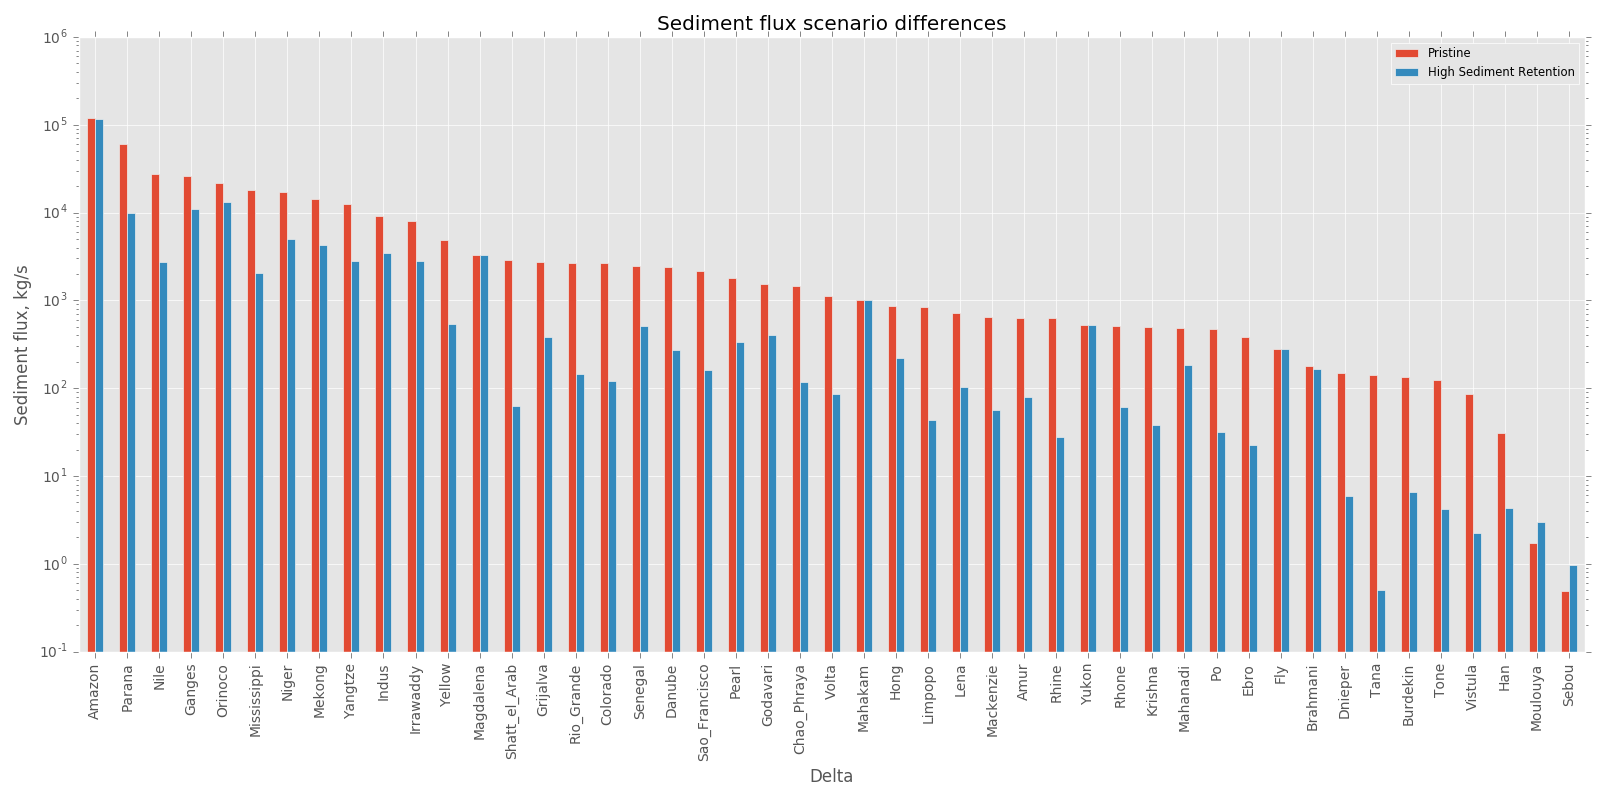 Sediment flux scenario differences
Pristine
High Sediment Retention
Sediment flux, kg/s
10^6
10^5
10^4
10^3
10^2
10^1
10^0
10^-1
Amazon
Parana
Nile
Ganges
Orinoco
Mississippi
Niger
Mekong
Yangtze
Indus
Irrawaddy
Yellow
Magdalena
Shatt_el_Arab
Grijalva
Rio_Grande
Colorado
Senegal
Danube
Sao_Francisco
Pearl
Godavari
Chao_Phraya
Volta
Mahakam
Hong
Limpopo
Lena
Mackenzie
Amur
Rhine
Yukon
Rhone
Krishna
Mahanadi
Po
Ebro
Fly
Brahmani
Dnieper
Tana
Burdekin
Tone
Vistula
Han
Moulouya
Sebou
Delta